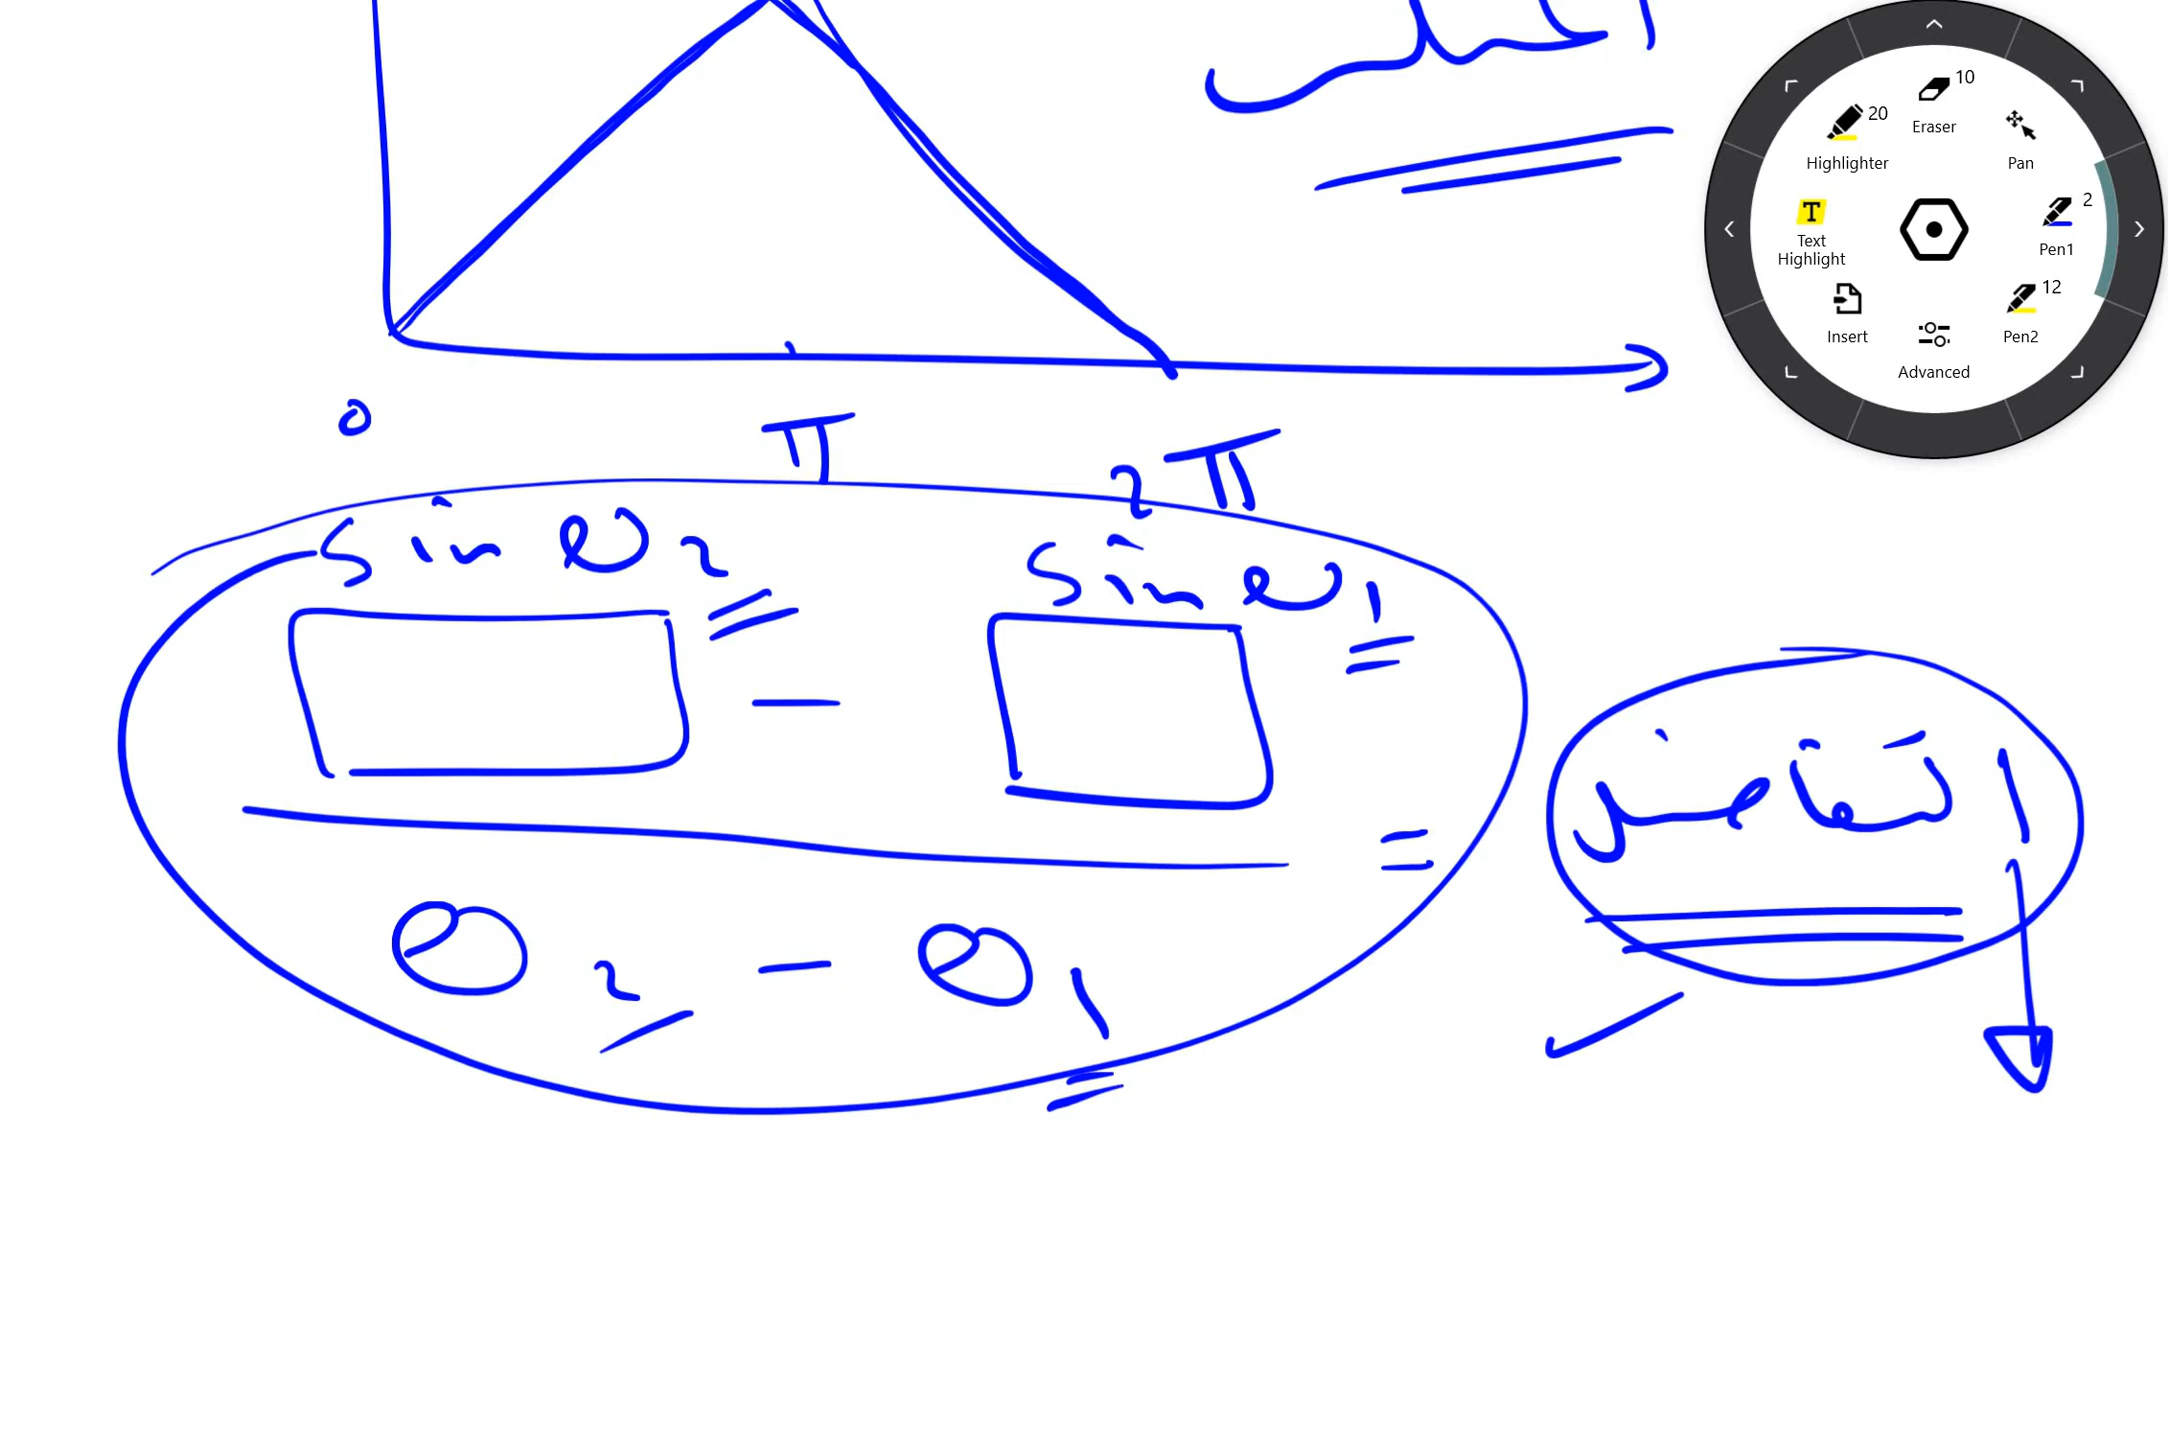 10
Eraser
20
Highlighter
Pan
2
Pen1
T
Text
Highlight
12
Pen2
Insert
Advanced
0
π
2π
Sin θ2
Sin θ1
—
=
θ2 — θ1